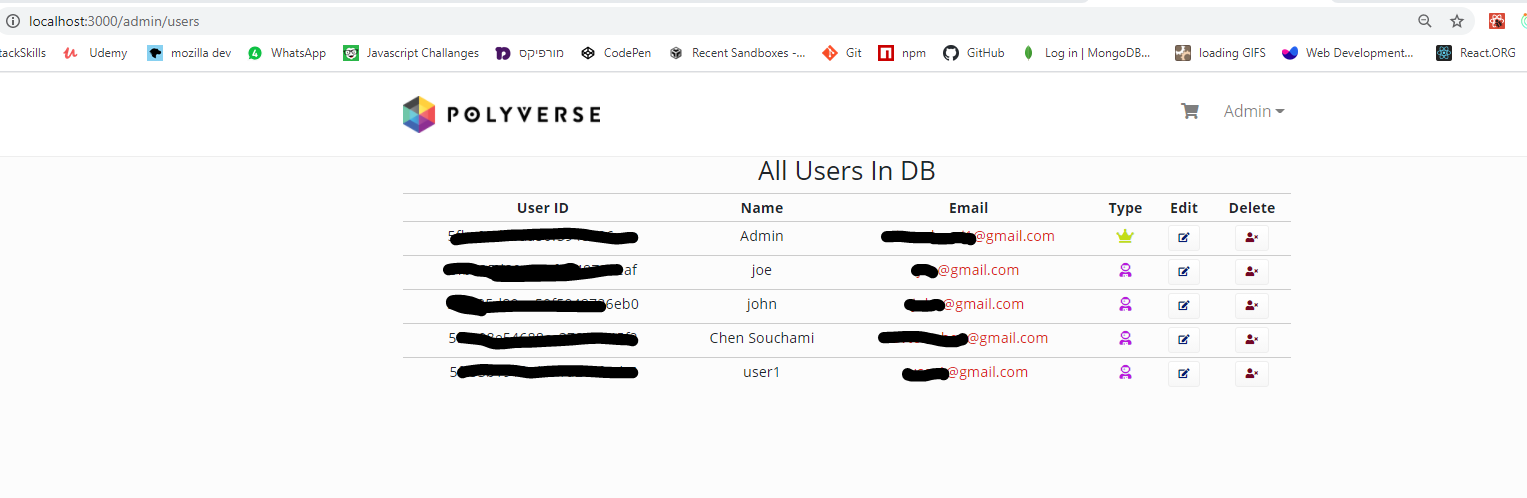 localhost:3000/admin/users
tackSkills Udemy mozilla dev 4 WhatsApp Javascript Challanges מורפיקס CodePen Recent Sandboxes -... Git npm GitHub Log in | MongoDB... loading GIFS Web Development... React.ORG
POLYVERSE Admin
All Users In DB
User ID Name Email Type Edit Delete
Admin @gmail.com
af joe @gmail.com
6eb0 john @gmail.com
Chen Souchami @gmail.com
user1 @gmail.com